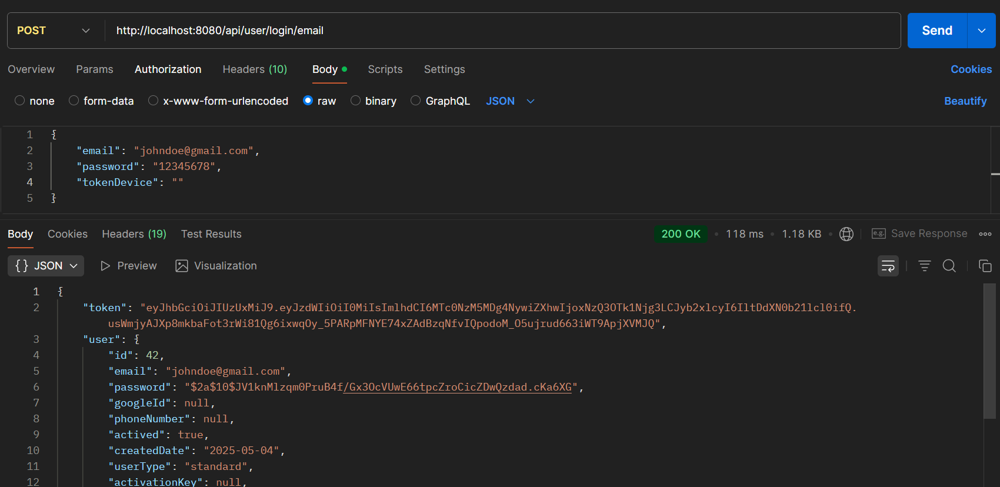 POST http://localhost:8080/api/user/login/email Send
Overview Params Authorization Headers (10) Body Scripts Settings Cookies
none form-data x-www-form-urlencoded raw binary GraphQL JSON Beautify
1 {
2 "email": "johndoe@gmail.com",
3 "password": "12345678",
4 "tokenDevice": ""
5 }
Body Cookies Headers (19) Test Results 200 OK 118 ms 1.18 KB e.g. Save Response
{} JSON Preview Visualization
1 {
2 "token": "eyJhbGciOiJIUzUxMiJ9.eyJzdWIiOiI0MiIsImlhdCI6MTc0NzM5MDg4NywiZXhwIjoxNzQ3OTk1Njg3LCJyb2xlcyI6IltDdXN0b21lcl0ifQ.
usWmjyAJXp8mkbaFot3rWi81Qg6ixwqOy_5PARpMFNYE74xZAdBzqNfvIQpodoM_O5ujrud663iWT9ApjXVMJQ",
3 "user": {
4 "id": 42,
5 "email": "johndoe@gmail.com",
6 "password": "$2a$10$JV1knMlzqm0PruB4f/Gx3OcVUwE66tpcZroCicZDwQzdad.cKa6XG",
7 "googleId": null,
8 "phoneNumber": null,
9 "actived": true,
10 "createdDate": "2025-05-04",
11 "userType": "standard",
12 "activationKey": null,